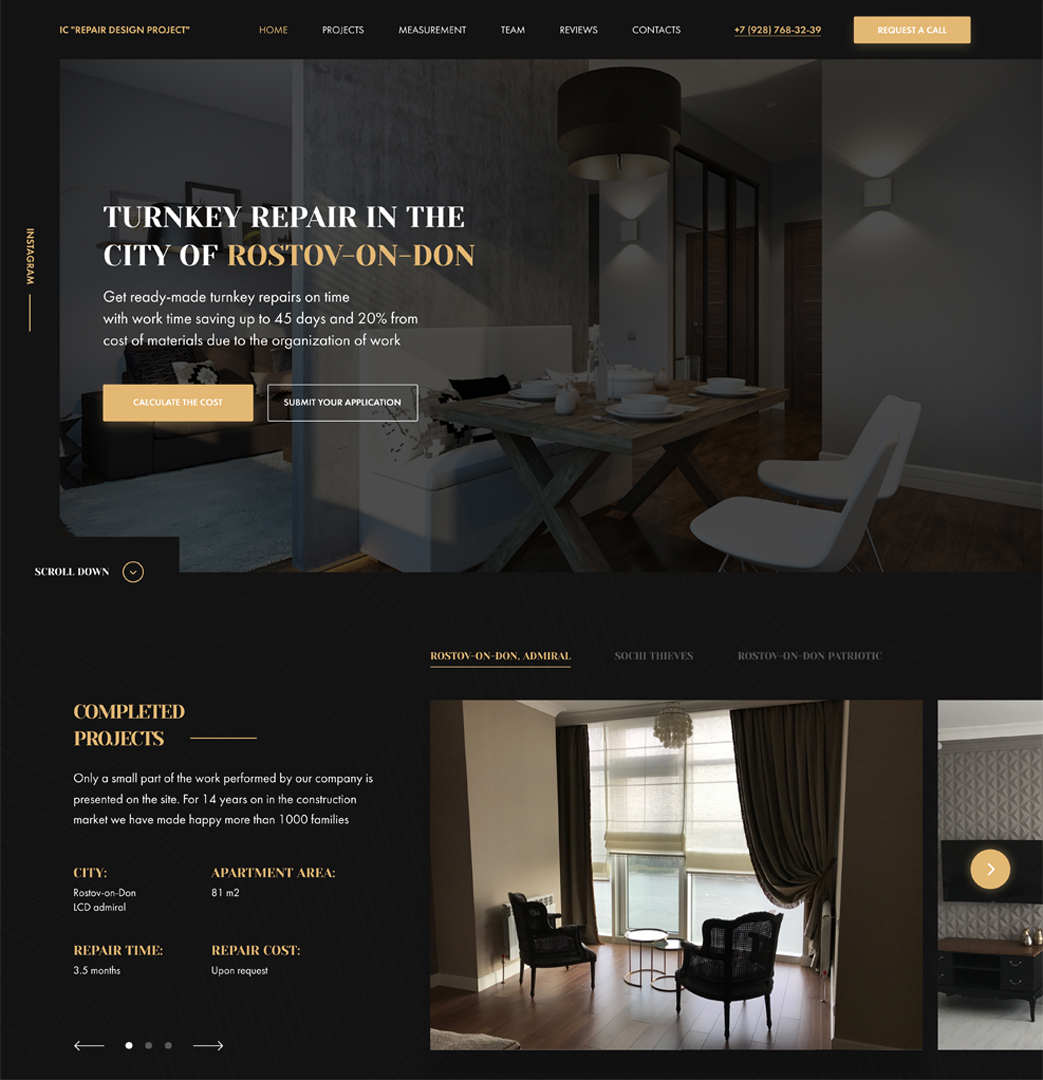 IC "REPAIR DESIGN PROJECT"
HOME
PROJECTS
MEASUREMENT
TEAM
REVIEWS
CONTACTS
+7 (928) 768-32-39
REQUEST A CALL
INSTAGRAM
TURNKEY REPAIR IN THE
CITY OF ROSTOV-ON-DON
Get ready-made turnkey repairs on time
with work time saving up to 45 days and 20% from
cost of materials due to the organization of work
CALCULATE THE COST
SUBMIT YOUR APPLICATION
SCROLL DOWN
ROSTOV-ON-DON, ADMIRAL
SOCHI THIEVES
ROSTOV-ON-DON PATRIOTIC
COMPLETED
PROJECTS
Only a small part of the work performed by our company is
presented on the site. For 14 years on in the construction
market we have made happy more than 1000 families
CITY:
Rostov-on-Don
LCD admiral
APARTMENT AREA:
81 m2
REPAIR TIME:
3.5 months
REPAIR COST:
Upon request